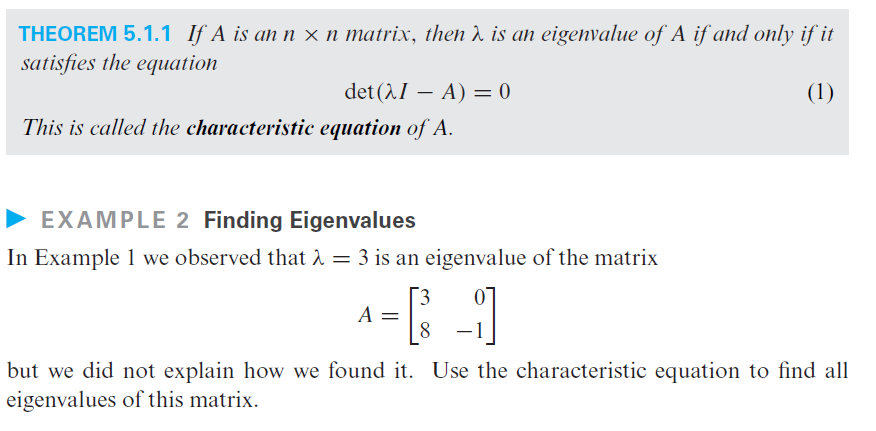 THEOREM 5.1.1 If A is an n × n matrix, then λ is an eigenvalue of A if and only if it
satisfies the equation
det(λI − A) = 0 (1)
This is called the characteristic equation of A.
EXAMPLE 2 Finding Eigenvalues
In Example 1 we observed that λ = 3 is an eigenvalue of the matrix
A = [3 0
8 −1]
but we did not explain how we found it. Use the characteristic equation to find all
eigenvalues of this matrix.